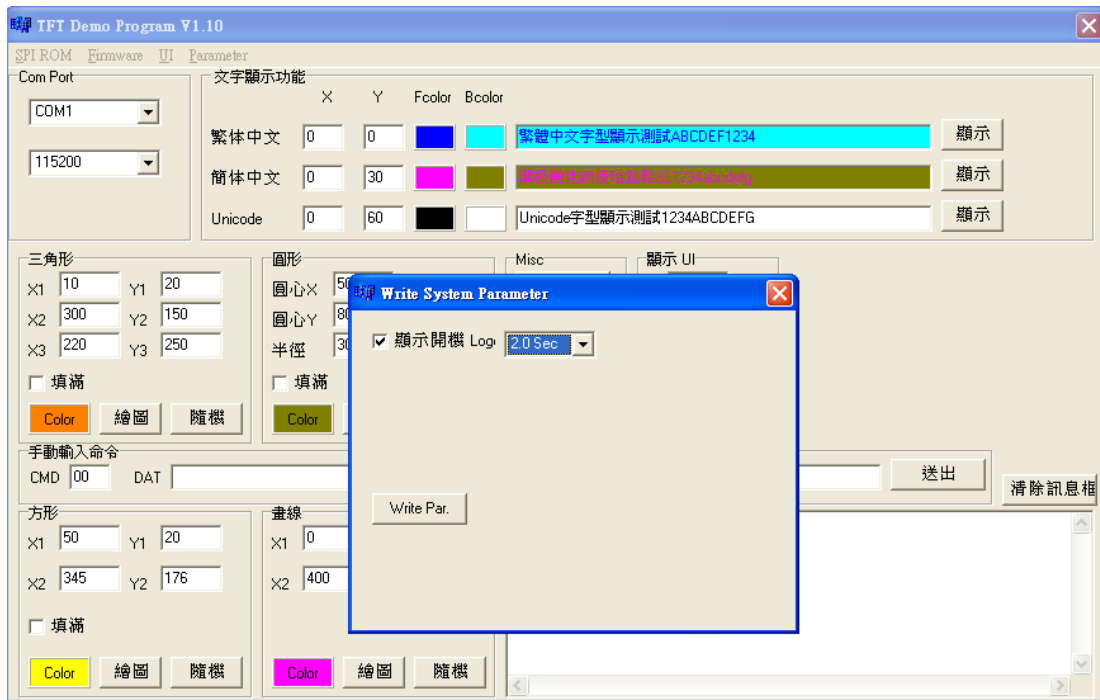 TFT Demo Program V1.10
SPI ROM Firmware UI Parameter
Com Port
COM1
115200
文字顯示功能
X Y Fcolor Bcolor
繁体中文 0 0 繁體中文字型顯示測試ABCDEF1234 顯示
簡体中文 0 30 1234abcdefg 顯示
Unicode 0 60 Unicode字型顯示測試1234ABCDEFG 顯示
三角形
X1 10 Y1 20
X2 300 Y2 150
X3 220 Y3 250
填滿
Color 繪圖 隨機
圓形
圓心X
圓心Y
半徑
填滿
Color
Misc
顯示 UI
Write System Parameter
顯示開機 Log
2.0 Sec
Write Par.
手動輸入命令
CMD 00 DAT
送出
清除訊息框
方形
X1 50 Y1 20
X2 345 Y2 176
填滿
Color 繪圖 隨機
畫線
X1 0
X2 400
Color 繪圖 隨機